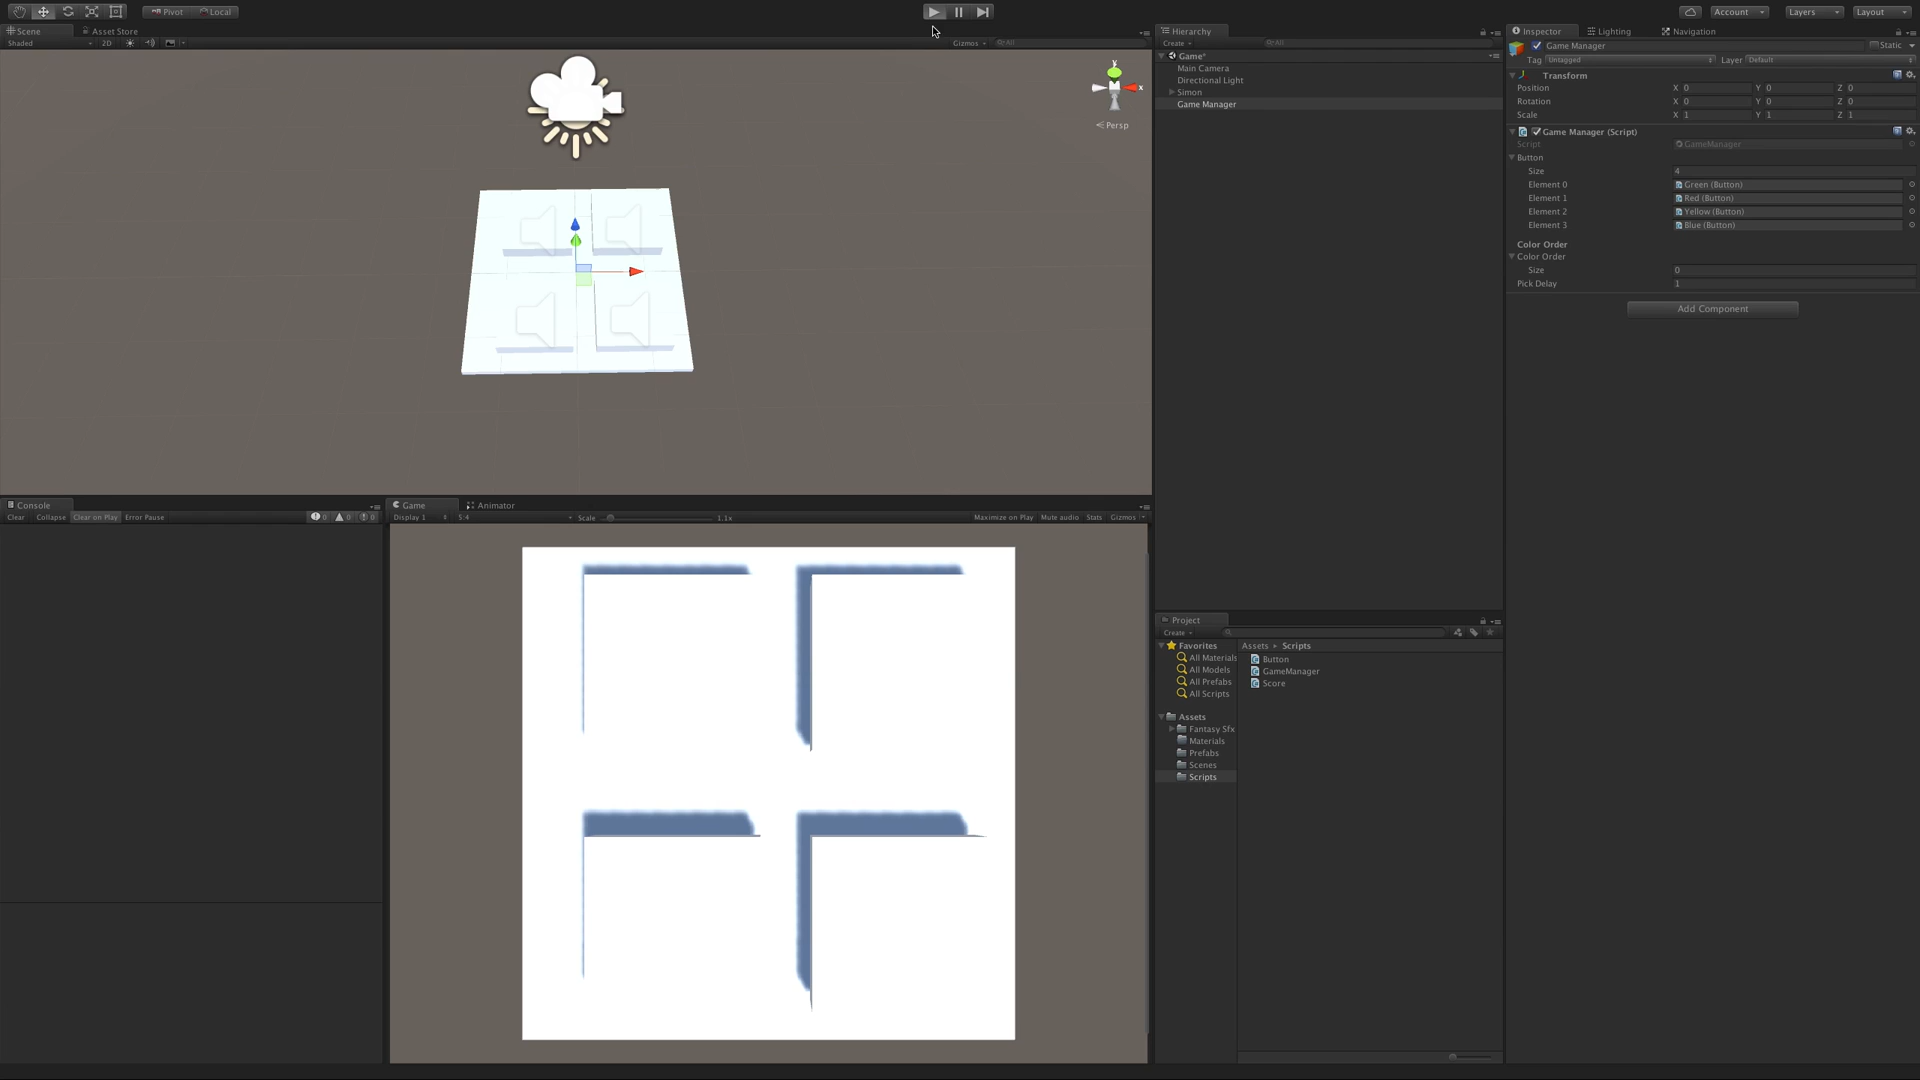 Pivot Local Account Layers Layout
Scene Asset Store
Shaded 2D Gizmos All
y
x
Persp
Hierarchy
Create All
Game*
Main Camera
Directional Light
Simon
Game Manager
Inspector Lighting Navigation
Game Manager Static
Tag Untagged Layer Default
Transform
Position X 0 Y 0 Z 0
Rotation X 0 Y 0 Z 0
Scale X 1 Y 1 Z 1
Game Manager (Script)
Script GameManager
Button
Size 4
Element 0 Green (Button)
Element 1 Red (Button)
Element 2 Yellow (Button)
Element 3 Blue (Button)
Color Order
Color Order
Size 0
Pick Delay 1
Add Component
Console
Clear Collapse Clear on Play Error Pause 0 0 0
Game Animator
Display 1 5:4 Scale 1.1x Maximize on Play Mute audio Stats Gizmos
Project
Create
Favorites
All Materials
All Models
All Prefabs
All Scripts
Assets
Fantasy Sfx
Materials
Prefabs
Scenes
Scripts
Assets Scripts
Button
GameManager
Score